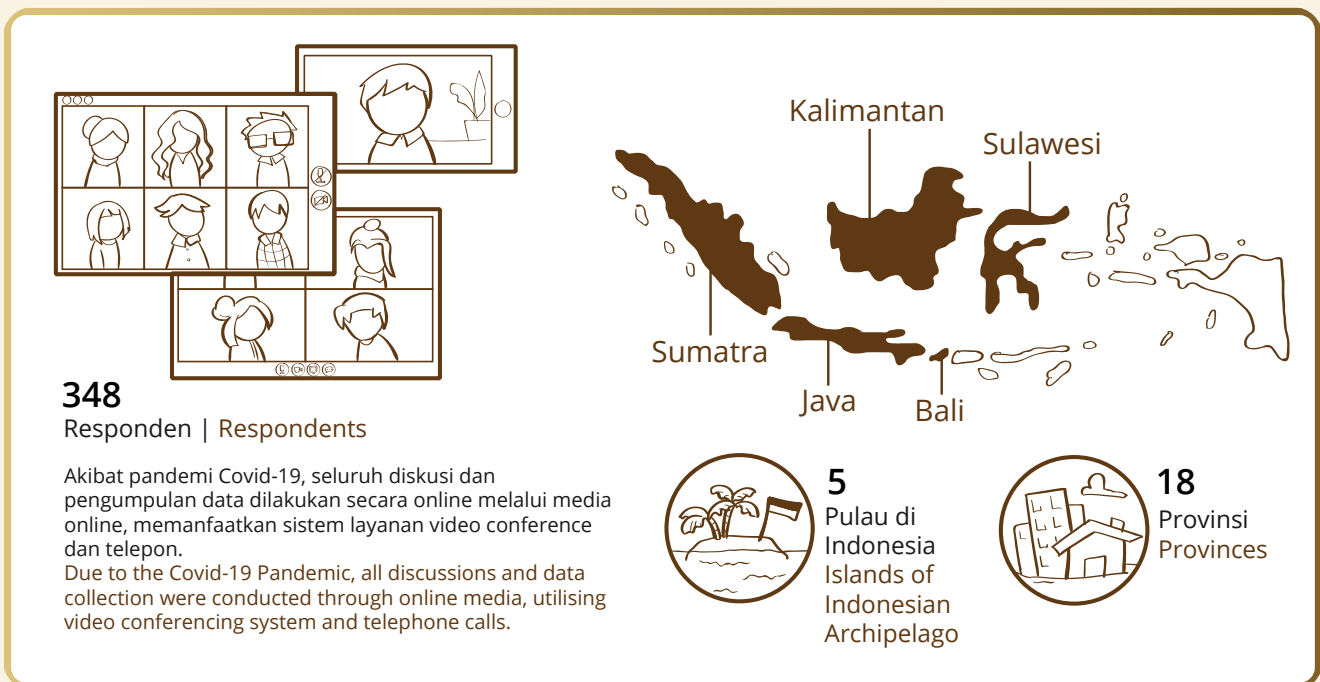 348
Responden | Respondents
Akibat pandemi Covid-19, seluruh diskusi dan
pengumpulan data dilakukan secara online melalui media
online, memanfaatkan sistem layanan video conference
dan telepon.
Due to the Covid-19 Pandemic, all discussions and data
collection were conducted through online media, utilising
video conferencing system and telephone calls.
Kalimantan
Sulawesi
Sumatra
Java
Bali
5
Pulau di
Indonesia
Islands of
Indonesian
Archipelago
18
Provinsi
Provinces